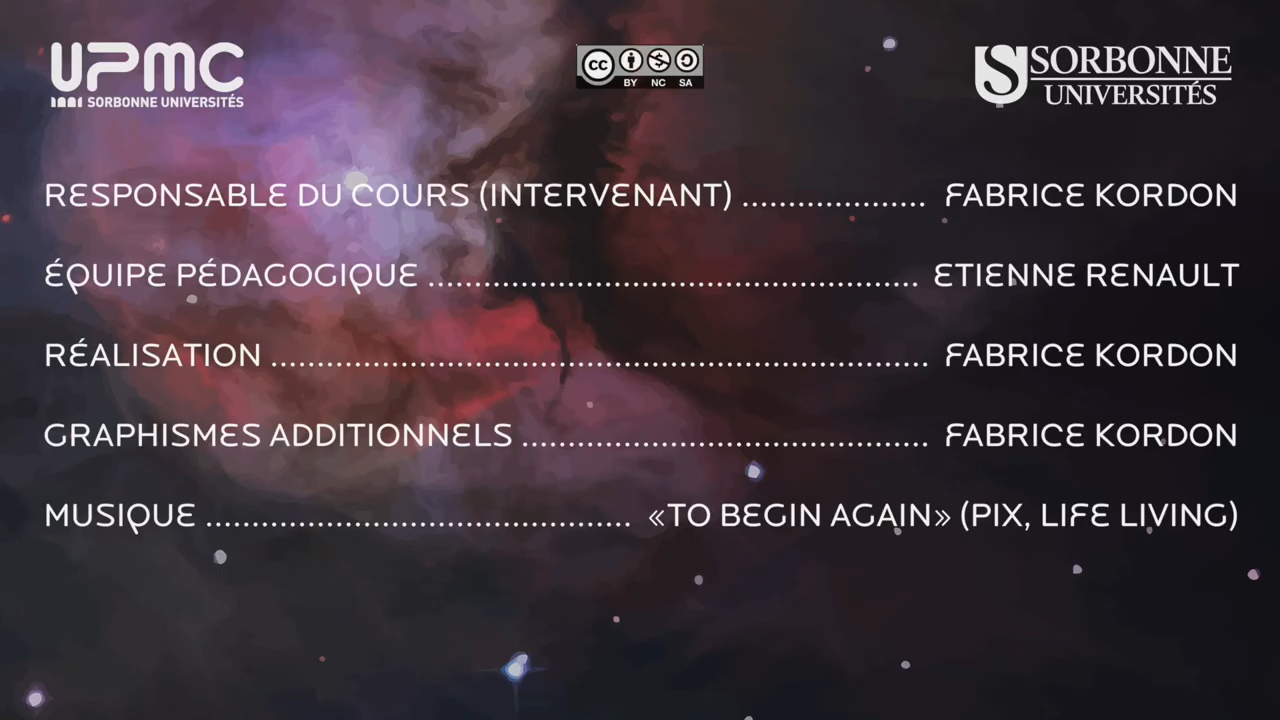 UPMC
SORBONNE UNIVERSITÉS
CC BY NC SA
SORBONNE
UNIVERSITÉS
RESPONSABLE DU COURS (INTERVENANT) .................... FABRICE KORDON
ÉQUIPE PÉDAGOGIQUE ..................................................... ETIENNE RENAULT
RÉALISATION ....................................................................... FABRICE KORDON
GRAPHISMES ADDITIONNELS ............................................ FABRICE KORDON
MUSIQUE .............................................. «TO BEGIN AGAIN» (PIX, LIFE LIVING)